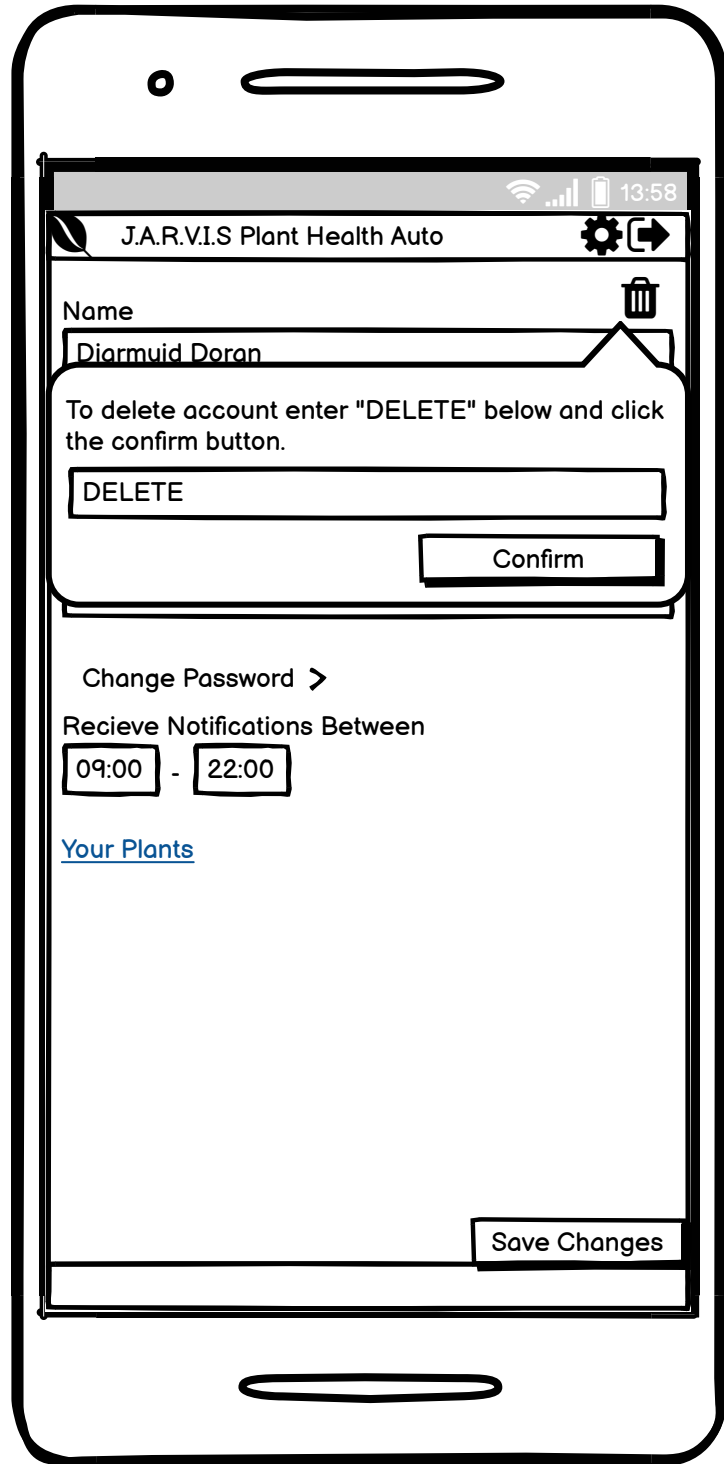 13:58
J.A.R.V.I.S Plant Health Auto
Name
Diarmuid Doran
To delete account enter "DELETE" below and click
the confirm button.
DELETE
Confirm
Change Password >
Recieve Notifications Between
09:00 - 22:00
Your Plants
Save Changes